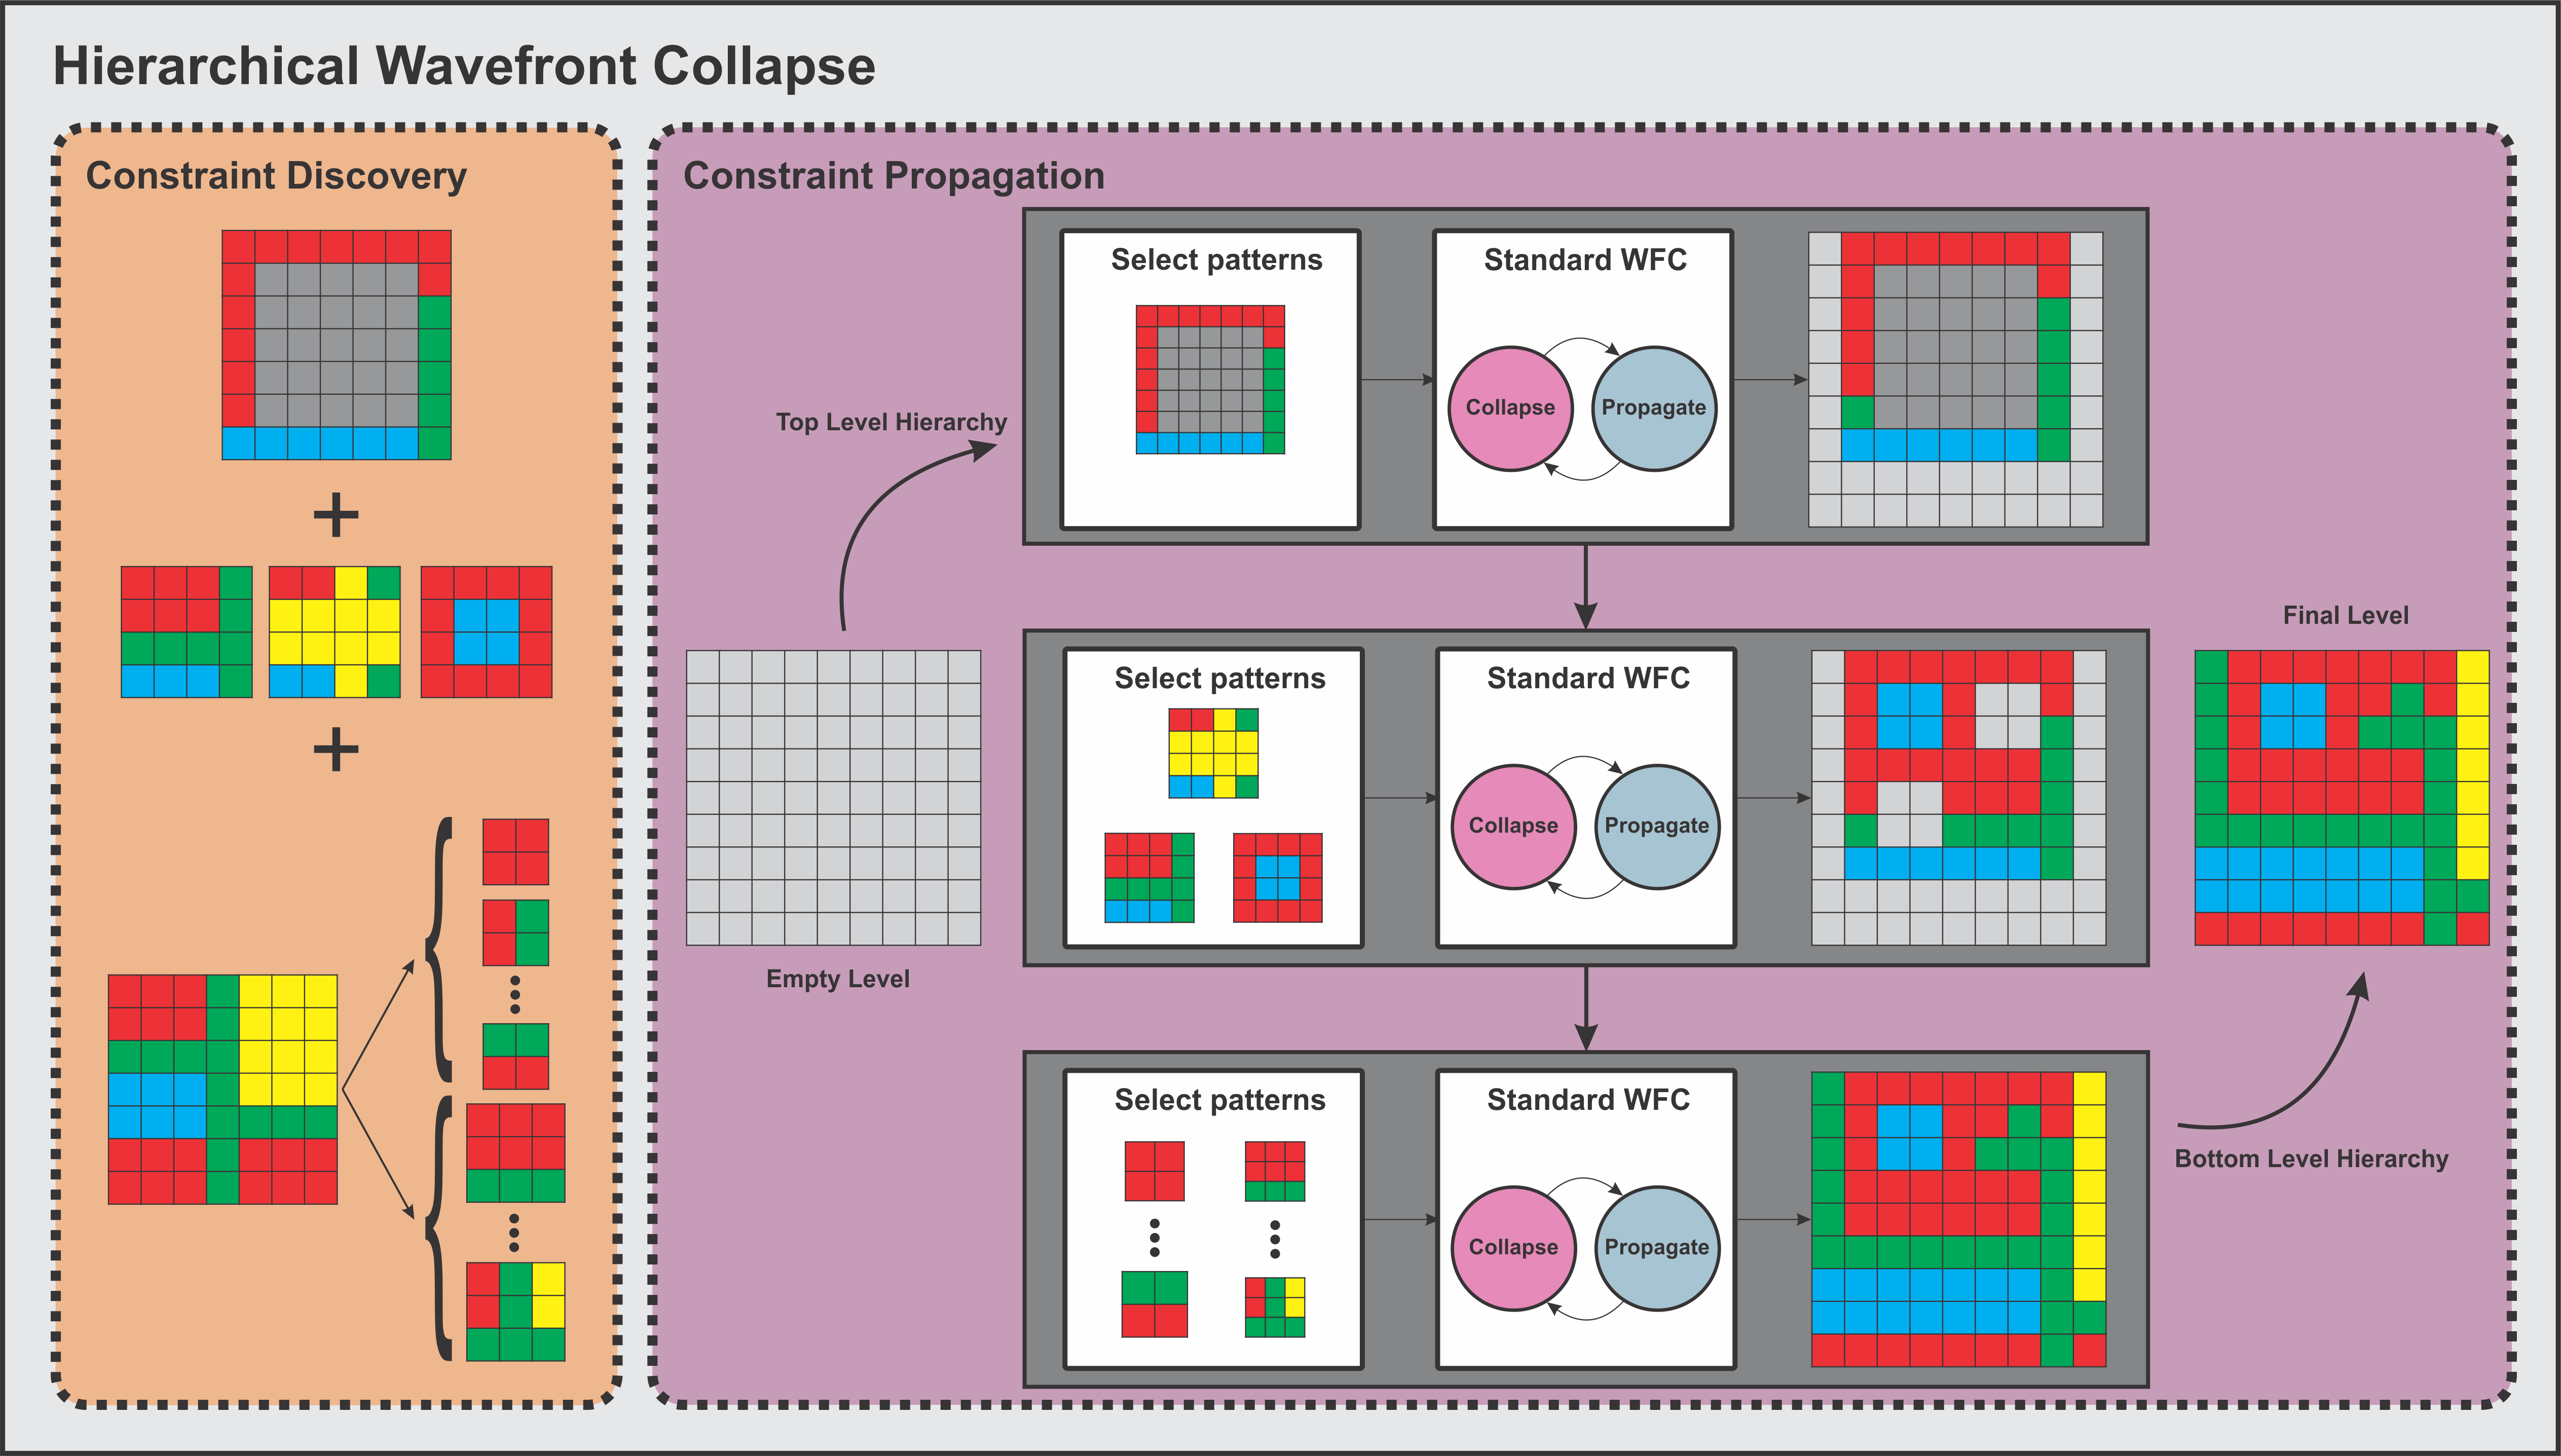 Hierarchical Wavefront Collapse
Constraint Discovery
Constraint Propagation
Top Level Hierarchy
Select patterns
Standard WFC
Collapse
Propagate
Empty Level
Select patterns
Standard WFC
Collapse
Propagate
Final Level
Select patterns
Standard WFC
Collapse
Propagate
Bottom Level Hierarchy